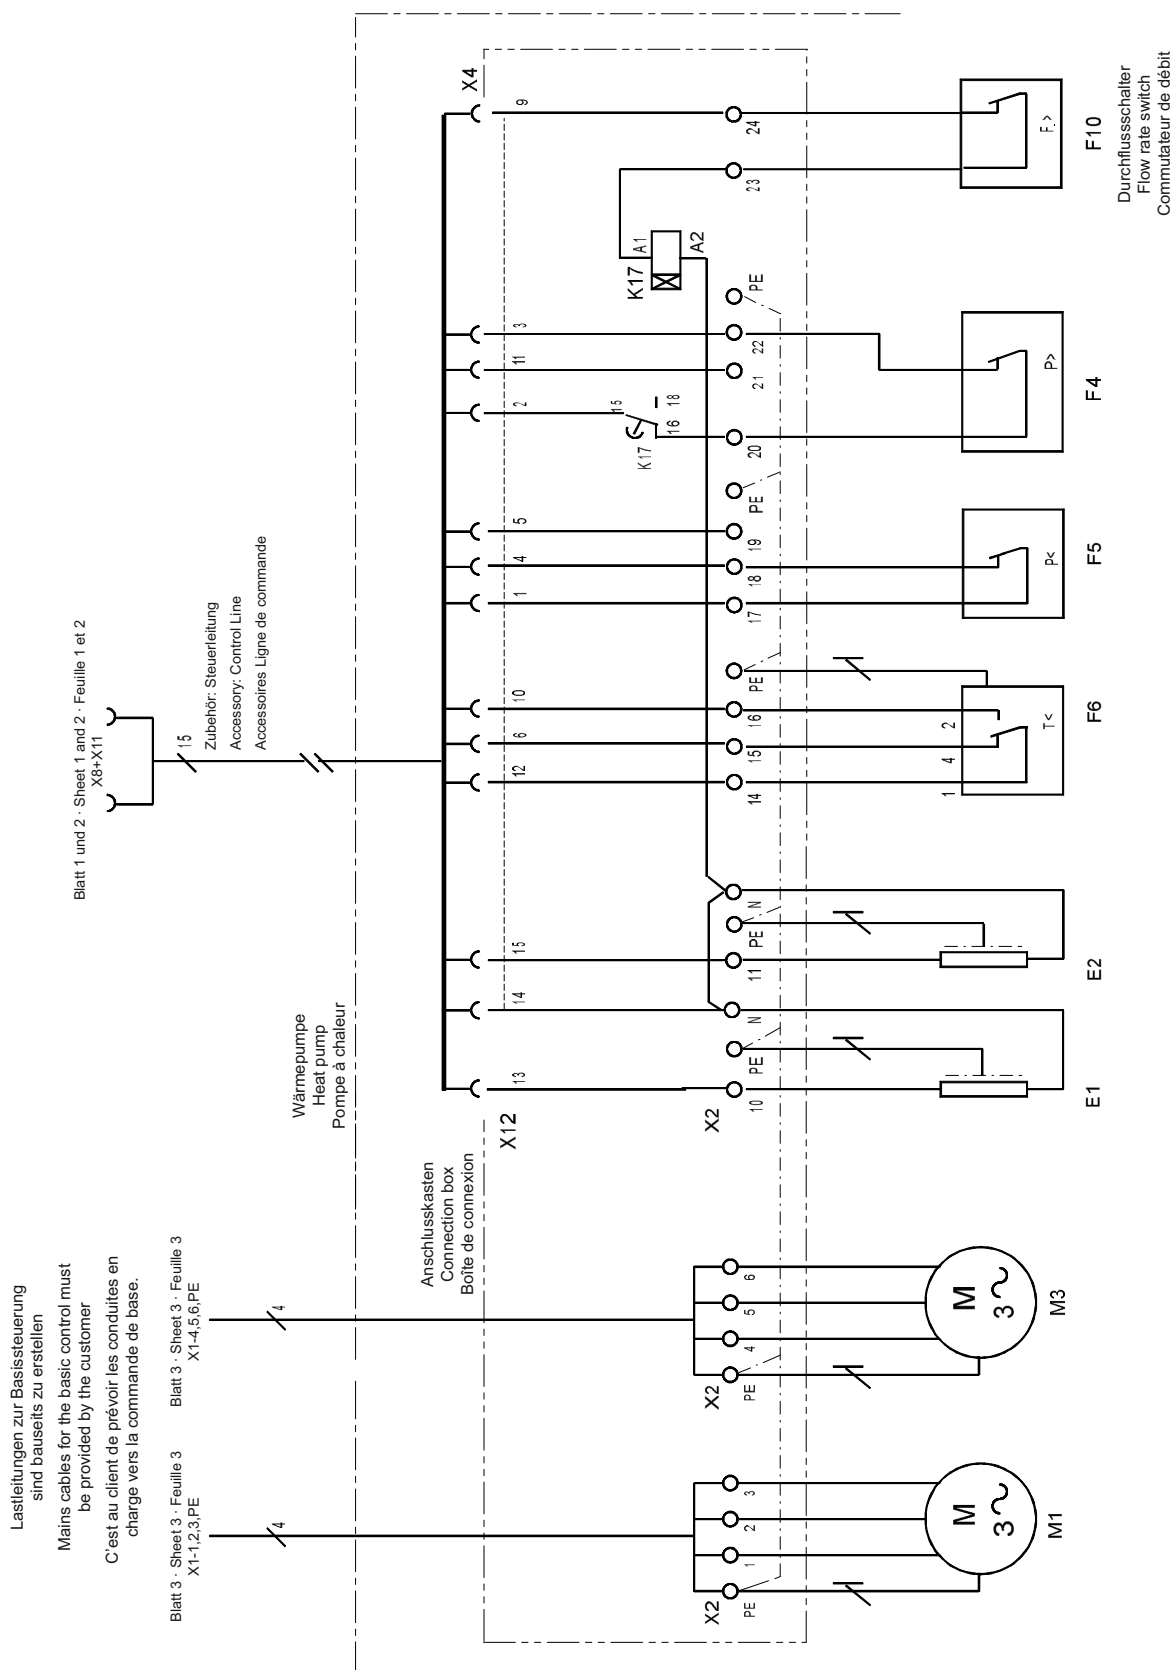 Lastleitungen zur Basissteuerung
sind bauseits zu erstellen
Mains cables for the basic control must
be provided by the customer
C'est au client de prévoir les conduites en
charge vers la commande de base.
Blatt 3 · Sheet 3 · Feuille 3
X1-1,2,3,PE
4
Blatt 3 · Sheet 3 · Feuille 3
X1-4,5,6,PE
4
Blatt 1 und 2 · Sheet 1 and 2 · Feuille 1 et 2
X8+X11
15
Zubehör: Steuerleitung
Accessory: Control Line
Accessoires Ligne de commande
Wärmepumpe
Heat pump
Pompe à chaleur
Anschlusskasten
Connection box
Boîte de connexion
X4
X12
13
14
15
12
6
10
1
4
5
2
11
3
9
K17
15
16
18
K17
A1
A2
X2
PE
1
2
3
X2
PE
4
5
6
X2
10
PE
N
11
PE
N
14
15
16
PE
17
18
19
PE
20
21
22
PE
23
24
M
3
M1
M
3
M3
E1
E2
1
4
2
T<
F6
P<
F5
P>
F4
F.>
F10
Durchflussschalter
Flow rate switch
Commutateur de débit